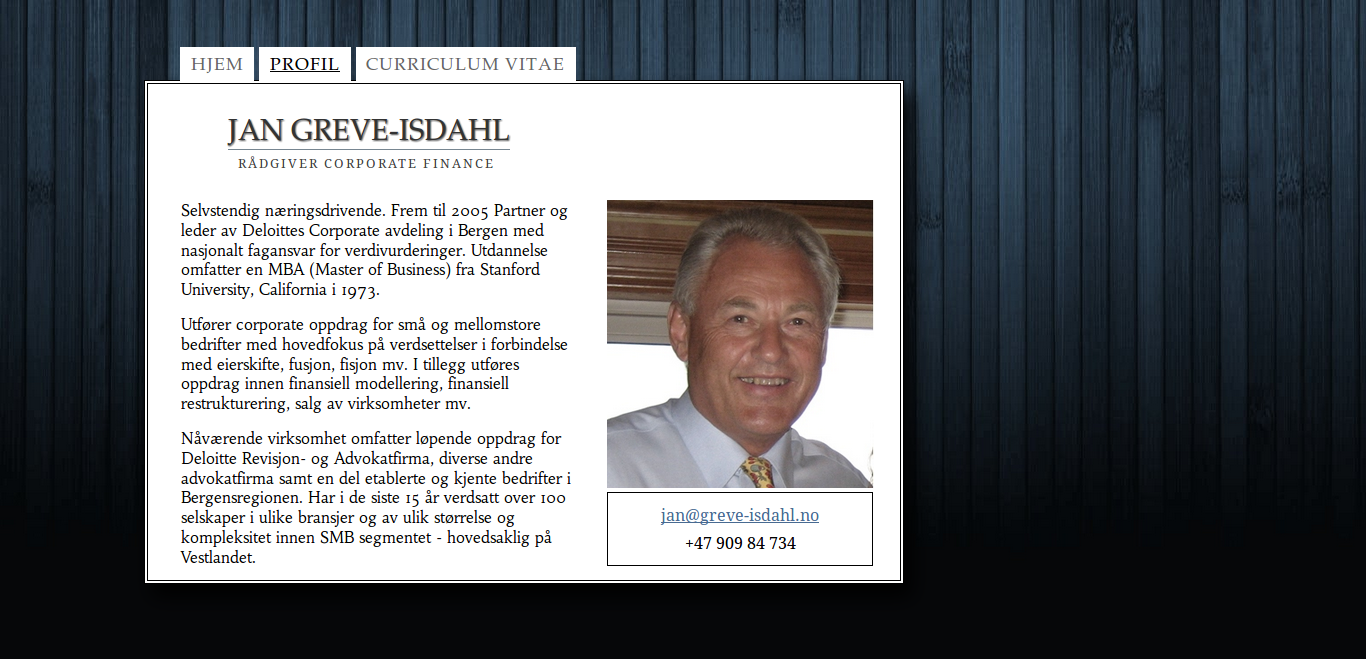 HJEM
PROFIL
CURRICULUM VITAE
JAN GREVE-ISDAHL
RÅDGIVER CORPORATE FINANCE
Selvstendig næringsdrivende. Frem til 2005 Partner og
leder av Deloittes Corporate avdeling i Bergen med
nasjonalt fagansvar for verdivurderinger. Utdannelse
omfatter en MBA (Master of Business) fra Stanford
University, California i 1973.
Utfører corporate oppdrag for små og mellomstore
bedrifter med hovedfokus på verdsettelser i forbindelse
med eierskifte, fusjon, fisjon mv. I tillegg utføres
oppdrag innen finansiell modellering, finansiell
restrukturering, salg av virksomheter mv.
Nåværende virksomhet omfatter løpende oppdrag for
Deloitte Revisjon- og Advokatfirma, diverse andre
advokatfirma samt en del etablerte og kjente bedrifter i
Bergensregionen. Har i de siste 15 år verdsatt over 100
selskaper i ulike bransjer og av ulik størrelse og
kompleksitet innen SMB segmentet - hovedsaklig på
Vestlandet.
jan@greve-isdahl.no
+47 909 84 734